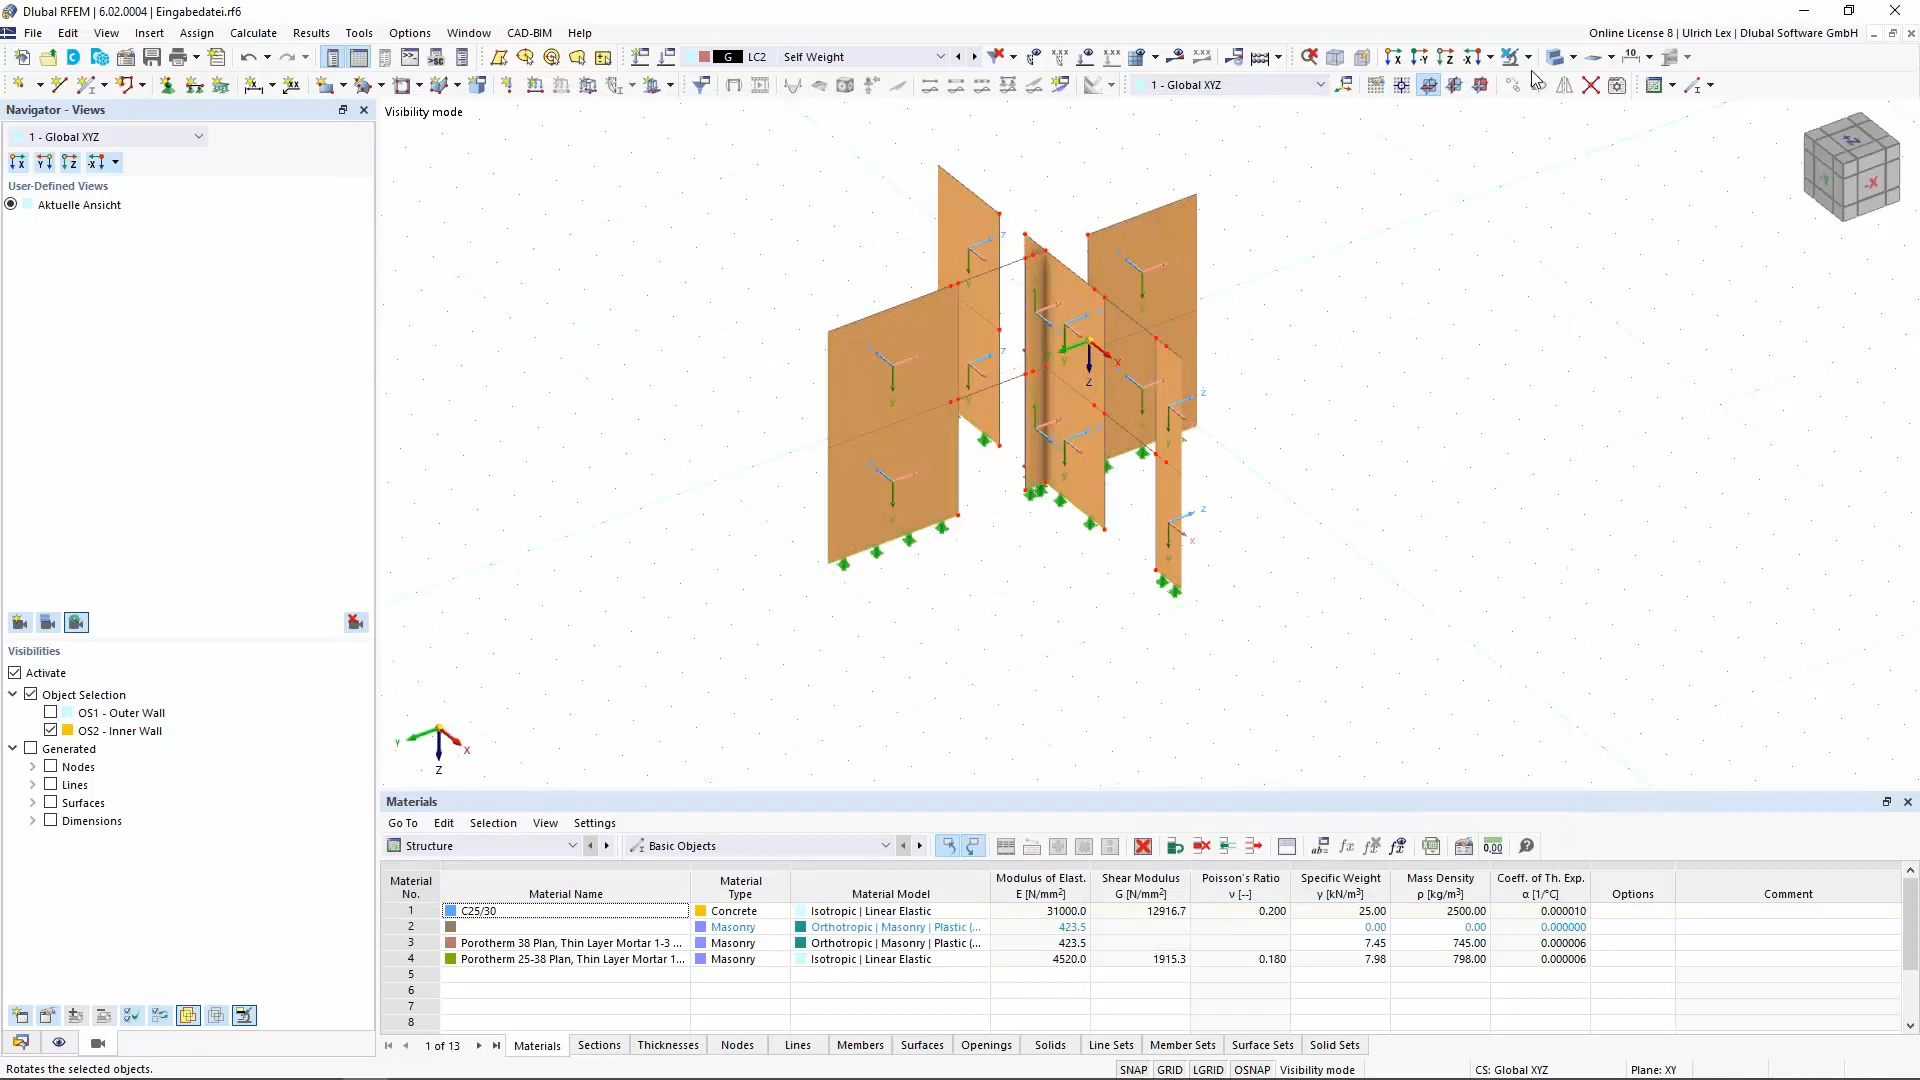 Dlubal RFEM | 6.02.0004 | Eingabedatei.rf6
File Edit View Insert Assign Calculate Results Tools Options Window CAD-BIM Help
Online License 8 | Ulrich Lex | Dlubal Software GmbH
G LC2 Self Weight
1 - Global XYZ
Navigator - Views
1 - Global XYZ
User-Defined Views
Aktuelle Ansicht
Visibility mode
-X
Z
X
Y
X
Z
Visibilities
Activate
Object Selection
OS1 - Outer Wall
OS2 - Inner Wall
Generated
Nodes
Lines
Surfaces
Dimensions
Materials
Go To Edit Selection View Settings
Structure Basic Objects
Material No. Material Name Material Type Material Model Modulus of Elast. E [N/mm²] Shear Modulus G [N/mm²] Poisson's Ratio ν [--] Specific Weight γ [kN/m³] Mass Density ρ [kg/m³] Coeff. of Th. Exp. α [1/°C] Options Comment
1 C25/30 Concrete Isotropic | Linear Elastic 31000.0 12916.7 0.200 25.00 2500.00 0.000010
2 Masonry Orthotropic | Masonry | Plastic (... 423.5 0.00 0.00 0.000000
3 Porotherm 38 Plan, Thin Layer Mortar 1-3 ... Masonry Orthotropic | Masonry | Plastic (... 423.5 7.45 745.00 0.000006
4 Porotherm 25-38 Plan, Thin Layer Mortar 1... Masonry Isotropic | Linear Elastic 4520.0 1915.3 0.180 7.98 798.00 0.000006
5
6
7
8
1 of 13 Materials Sections Thicknesses Nodes Lines Members Surfaces Openings Solids Line Sets Member Sets Surface Sets Solid Sets
Rotates the selected objects.
SNAP GRID LGRID OSNAP Visibility mode CS: Global XYZ Plane: XY